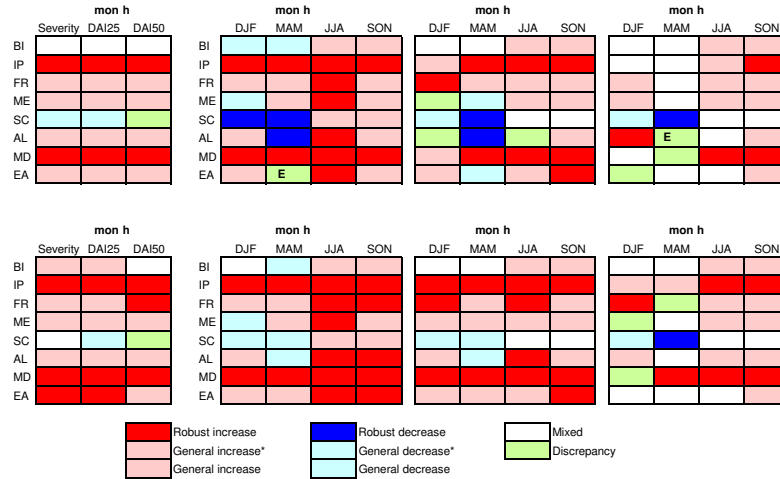 mon h mon h mon h mon h
Severity DAI25 DAI50 DJF MAM JJA SON DJF MAM JJA SON DJF MAM JJA SON
BI BI
IP IP
FR FR
ME ME
SC SC
AL AL E
MD MD
EA EA E
mon h mon h mon h mon h
Severity DAI25 DAI50 DJF MAM JJA SON DJF MAM JJA SON DJF MAM JJA SON
BI BI
IP IP
FR FR
ME ME
SC SC
AL AL
MD MD
EA EA
Robust increase Robust decrease Mixed
General increase* General decrease* Discrepancy
General increase General decrease